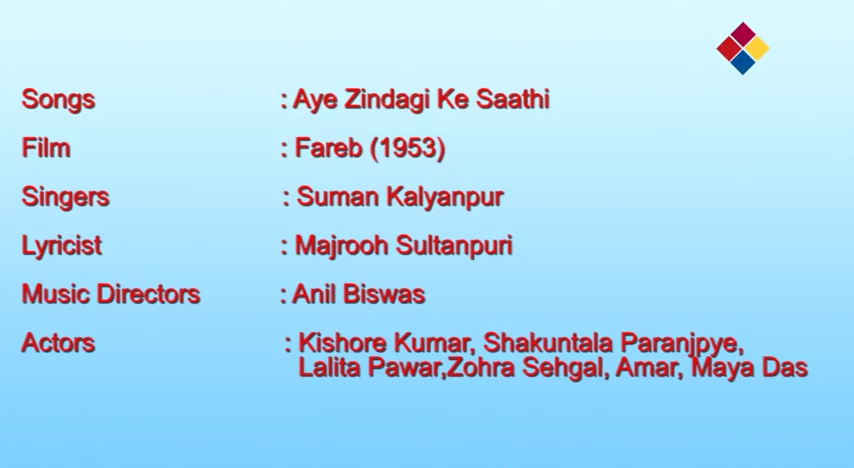 Songs : Aye Zindagi Ke Saathi
Film : Fareb (1953)
Singers : Suman Kalyanpur
Lyricist : Majrooh Sultanpuri
Music Directors : Anil Biswas
Actors : Kishore Kumar, Shakuntala Paranjpye,
Lalita Pawar,Zohra Sehgal, Amar, Maya Das